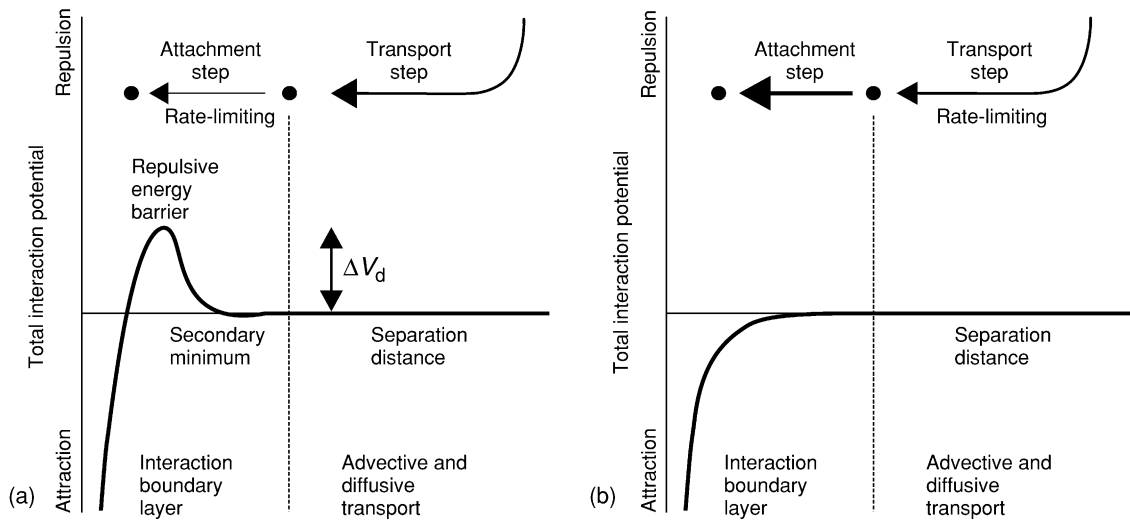 Repulsion
Total interaction potential
Attraction
Attachment
step
Transport
step
Rate-limiting
Repulsive
energy
barrier
ΔVd
Secondary
minimum
Separation
distance
Interaction
boundary
layer
Advective and
diffusive
transport
(a)
Repulsion
Total interaction potential
Attraction
Attachment
step
Transport
step
Rate-limiting
Separation
distance
Interaction
boundary
layer
Advective and
diffusive
transport
(b)